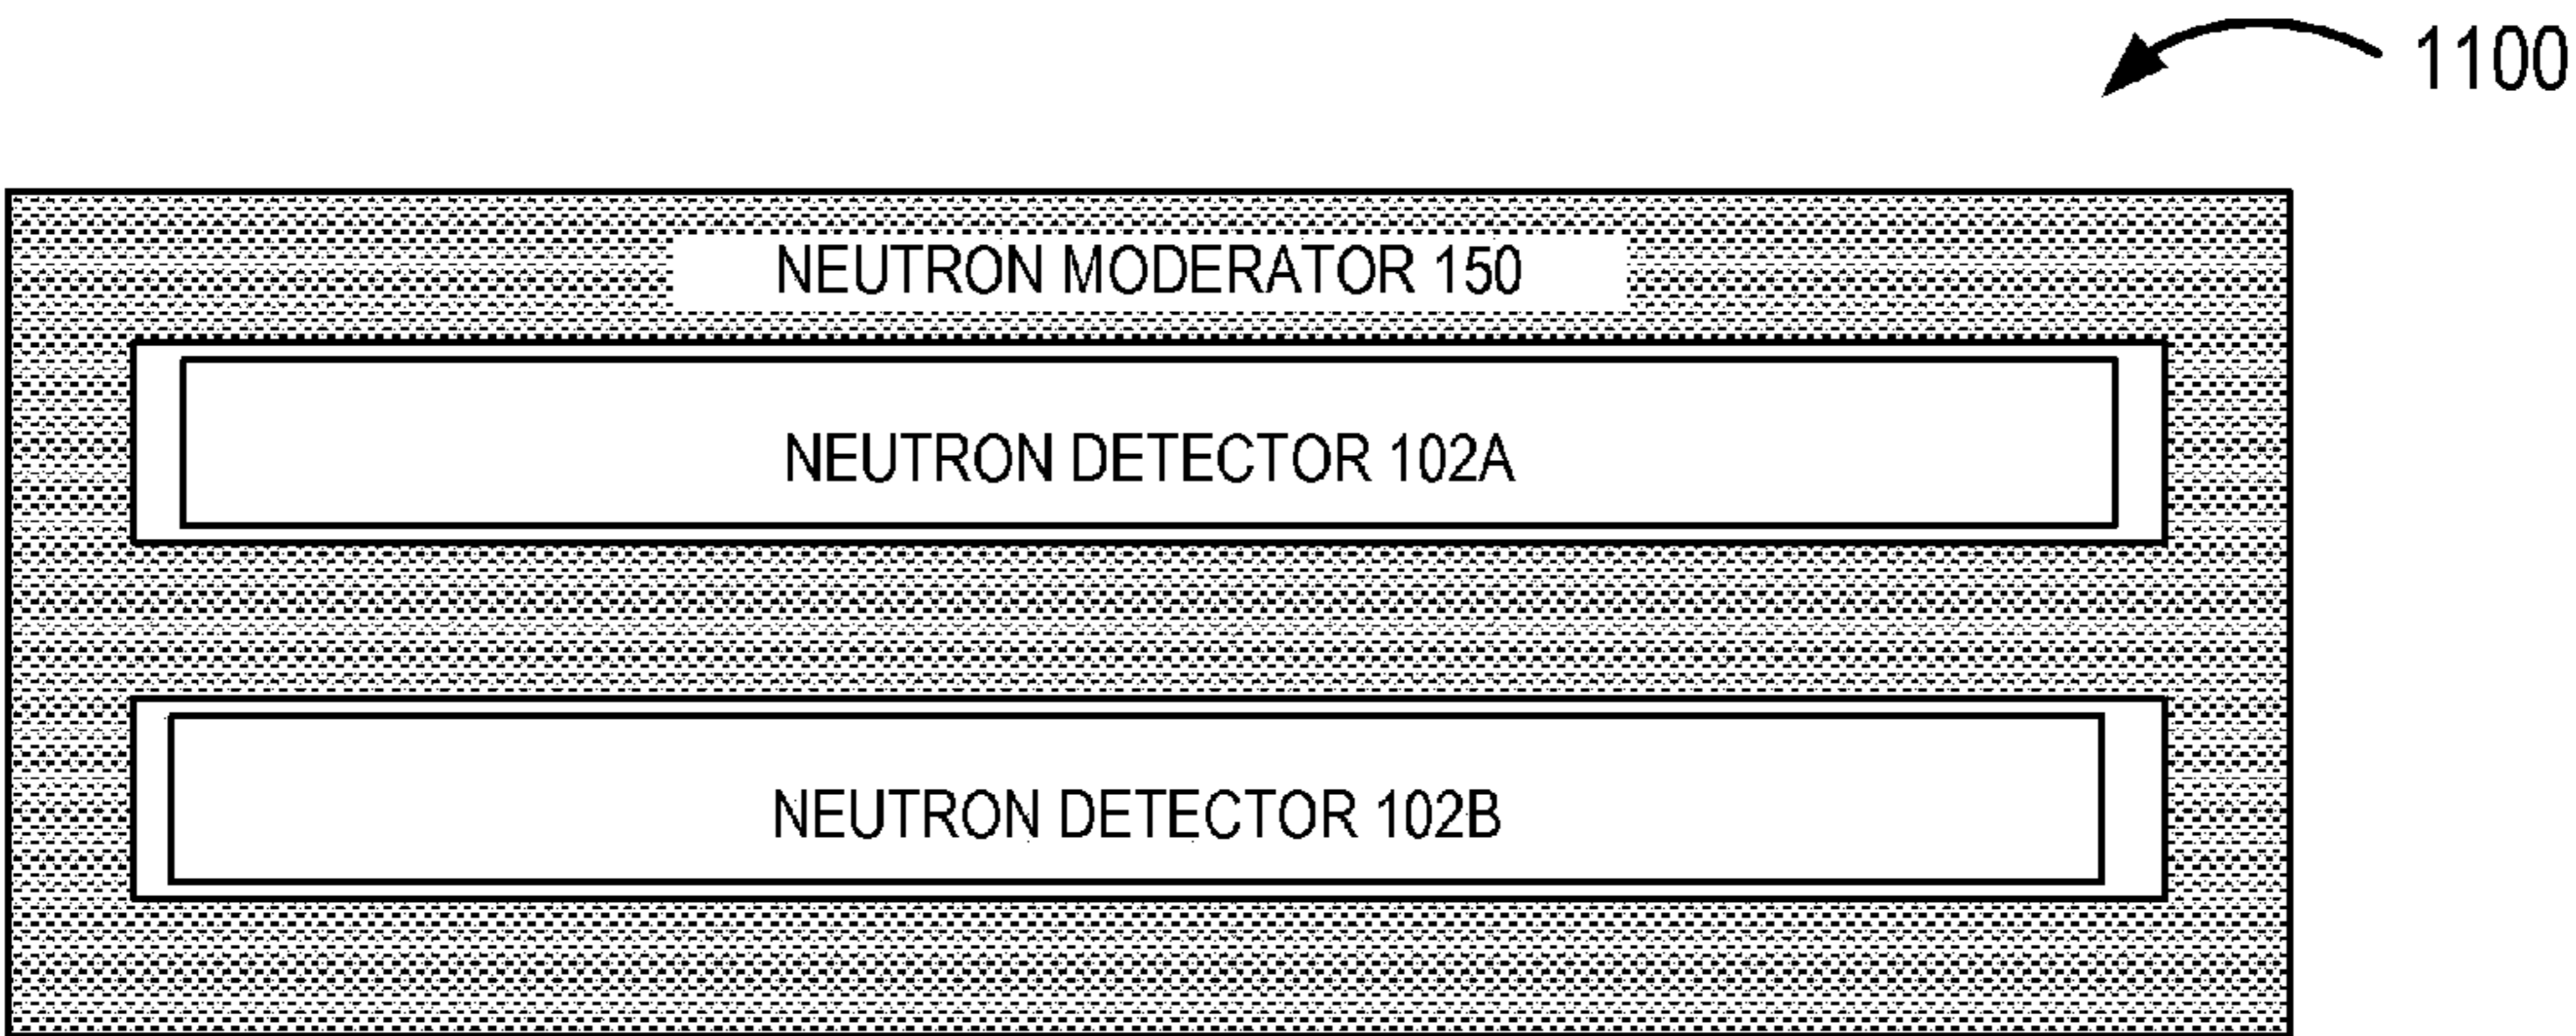 1100
NEUTRON MODERATOR 150
NEUTRON DETECTOR 102A
NEUTRON DETECTOR 102B